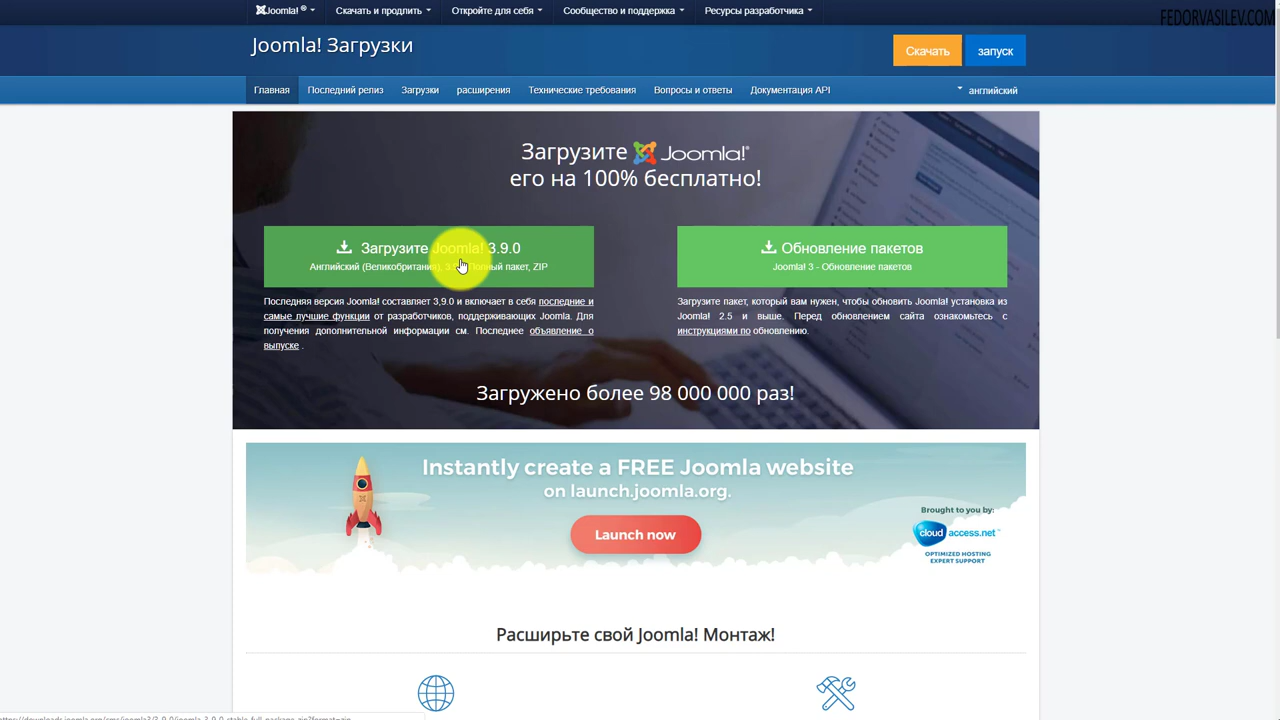 Joomla! ®
Скачать и продлить
Откройте для себя
Сообщество и поддержка
Ресурсы разработчика
FEDORVASILEV.COM
Joomla! Загрузки
Скачать
запуск
Главная
Последний релиз
Загрузки
расширения
Технические требования
Вопросы и ответы
Документация API
английский
Загрузите Joomla!®
его на 100% бесплатно!
Загрузите Joomla! 3.9.0
Английский (Великобритания), Полный пакет, ZIP
Последняя версия Joomla! составляет 3,9.0 и включает в себя последние и
самые лучшие функции от разработчиков, поддерживающих Joomla. Для
получения дополнительной информации см. Последнее объявление о
выпуске .
Обновление пакетов
Joomla! 3 - Обновление пакетов
Загрузите пакет, который вам нужен, чтобы обновить Joomla! установка из
Joomla! 2.5 и выше. Перед обновлением сайта ознакомьтесь с
инструкциями по обновлению.
Загружено более 98 000 000 раз!
Instantly create a FREE Joomla website
on launch.joomla.org.
Launch now
Brought to you by:
cloudaccess.net™
OPTIMIZED HOSTING
EXPERT SUPPORT
Расширьте свой Joomla! Монтаж!